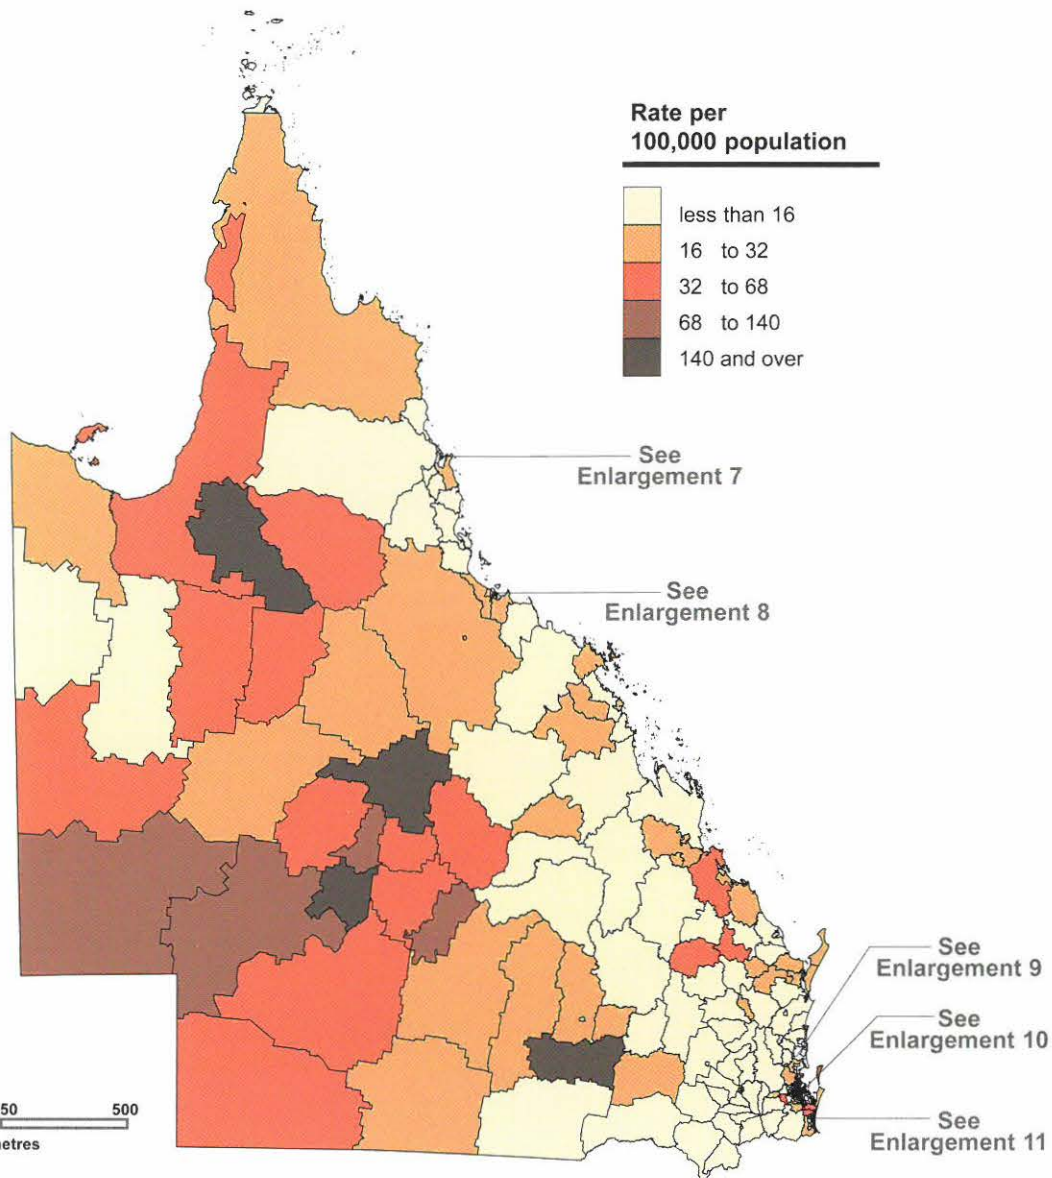 Rate per
100,000 population
less than 16
16 to 32
32 to 68
68 to 140
140 and over
See
Enlargement 7
See
Enlargement 8
See
Enlargement 9
See
Enlargement 10
See
Enlargement 11
50 500
etres